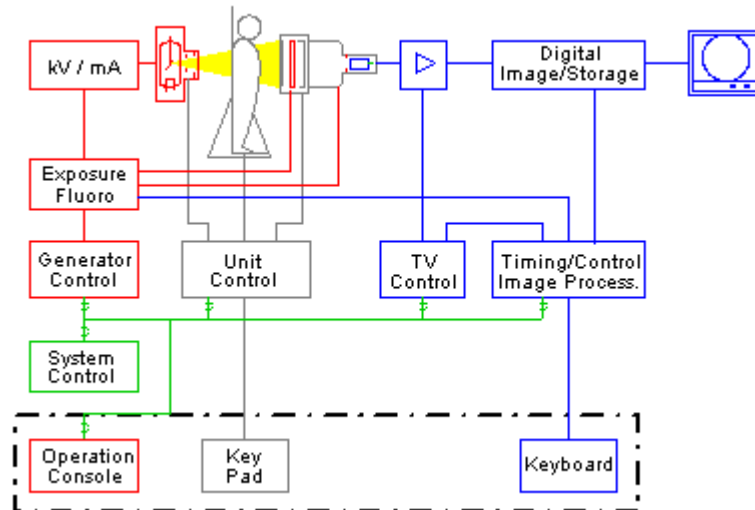 kV / mA
Digital
Image/Storage
Exposure
Fluoro
Generator
Control
Unit
Control
TV
Control
Timing/Control
Image Process.
System
Control
Operation
Console
Key
Pad
Keyboard